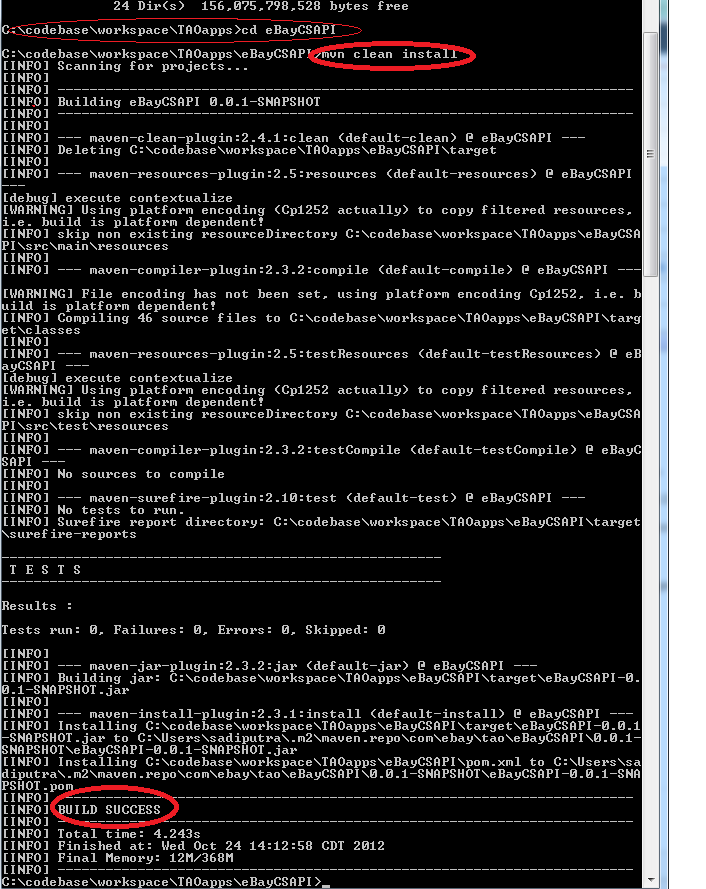 24 Dir(s)  156,075,798,528 bytes free
C:\codebase\workspace\TAOapps>cd eBayCSAPI
C:\codebase\workspace\TAOapps\eBayCSAPI>mvn clean install
[INFO] Scanning for projects...
[INFO]
[INFO]
[INFO] ------------------------------------------------------------------------
[INFO] Building eBayCSAPI 0.0.1-SNAPSHOT
[INFO] ------------------------------------------------------------------------
[INFO]
[INFO] --- maven-clean-plugin:2.4.1:clean (default-clean) @ eBayCSAPI ---
[INFO] Deleting C:\codebase\workspace\TAOapps\eBayCSAPI\target
[INFO]
[INFO] --- maven-resources-plugin:2.5:resources (default-resources) @ eBayCSAPI
---
[debug] execute contextualize
[WARNING] Using platform encoding (Cp1252 actually) to copy filtered resources,
i.e. build is platform dependent!
[INFO] skip non existing resourceDirectory C:\codebase\workspace\TAOapps\eBayCSA
PI\src\main\resources
[INFO]
[INFO] --- maven-compiler-plugin:2.3.2:compile (default-compile) @ eBayCSAPI ---
[WARNING] File encoding has not been set, using platform encoding Cp1252, i.e. b
uild is platform dependent!
[INFO] Compiling 46 source files to C:\codebase\workspace\TAOapps\eBayCSAPI\targ
et\classes
[INFO]
[INFO] --- maven-resources-plugin:2.5:testResources (default-testResources) @ eB
ayCSAPI ---
[debug] execute contextualize
[WARNING] Using platform encoding (Cp1252 actually) to copy filtered resources,
i.e. build is platform dependent!
[INFO] skip non existing resourceDirectory C:\codebase\workspace\TAOapps\eBayCSA
PI\src\test\resources
[INFO]
[INFO] --- maven-compiler-plugin:2.3.2:testCompile (default-testCompile) @ eBayC
SAPI ---
[INFO] No sources to compile
[INFO]
[INFO] --- maven-surefire-plugin:2.10:test (default-test) @ eBayCSAPI ---
[INFO] No tests to run.
[INFO] Surefire report directory: C:\codebase\workspace\TAOapps\eBayCSAPI\target
\surefire-reports
-------------------------------------------------------
 T E S T S
-------------------------------------------------------
Results :
Tests run: 0, Failures: 0, Errors: 0, Skipped: 0
[INFO]
[INFO] --- maven-jar-plugin:2.3.2:jar (default-jar) @ eBayCSAPI ---
[INFO] Building jar: C:\codebase\workspace\TAOapps\eBayCSAPI\target\eBayCSAPI-0.
0.1-SNAPSHOT.jar
[INFO]
[INFO] --- maven-install-plugin:2.3.1:install (default-install) @ eBayCSAPI ---
[INFO] Installing C:\codebase\workspace\TAOapps\eBayCSAPI\target\eBayCSAPI-0.0.1
-SNAPSHOT.jar to C:\Users\sadiputra\.m2\maven.repo\com\ebay\tao\eBayCSAPI\0.0.1-
SNAPSHOT\eBayCSAPI-0.0.1-SNAPSHOT.jar
[INFO] Installing C:\codebase\workspace\TAOapps\eBayCSAPI\pom.xml to C:\Users\sa
diputra\.m2\maven.repo\com\ebay\tao\eBayCSAPI\0.0.1-SNAPSHOT\eBayCSAPI-0.0.1-SNA
PSHOT.pom
[INFO] ------------------------------------------------------------------------
[INFO] BUILD SUCCESS
[INFO] ------------------------------------------------------------------------
[INFO] Total time: 4.243s
[INFO] Finished at: Wed Oct 24 14:12:58 CDT 2012
[INFO] Final Memory: 12M/368M
[INFO] ------------------------------------------------------------------------
C:\codebase\workspace\TAOapps\eBayCSAPI>_